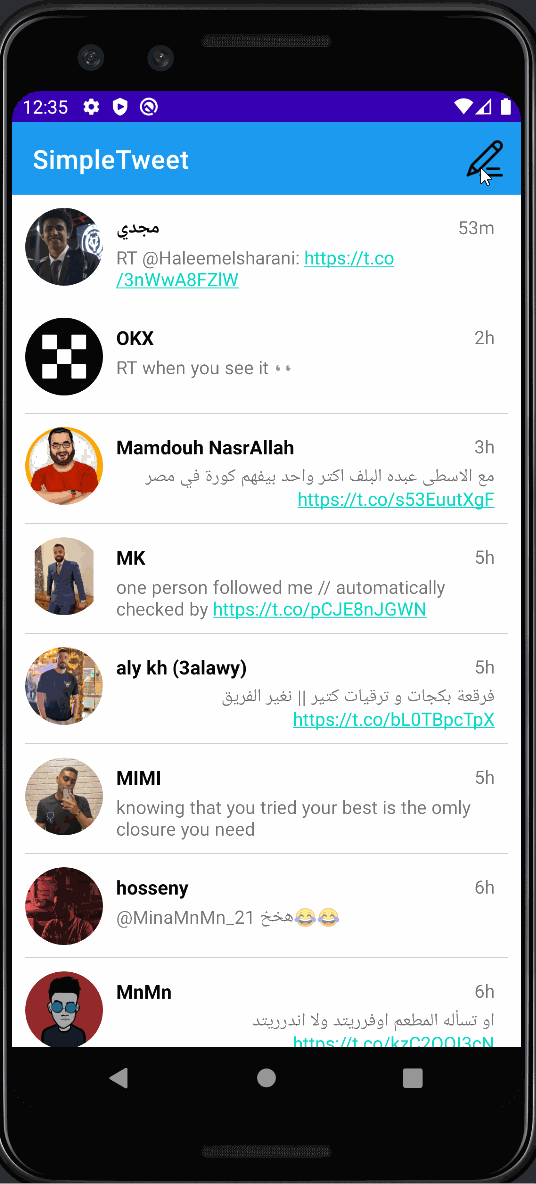 12:35
SimpleTweet
مجدي
53m
RT @Haleemelsharani: https://t.co
/3nWwA8FZlW
OKX
2h
RT when you see it 👀
Mamdouh NasrAllah
3h
مع الاسطى عبده البلف اكتر واحد بيفهم كورة في مصر
https://t.co/s53EuutXgF
MK
5h
one person followed me // automatically
checked by https://t.co/pCJE8nJGWN
aly kh (3alawy)
5h
فرقعة بكجات و ترقيات كتير || نغير الفريق
https://t.co/bL0TBpcTpX
MIMI
5h
knowing that you tried your best is the omly
closure you need
hosseny
6h
@MinaMnMn_21 هخخ😂😂
MnMn
6h
او تسأله المطعم اوفرريتد ولا اندرريتد
https://t.co/kzC2OOI3cN